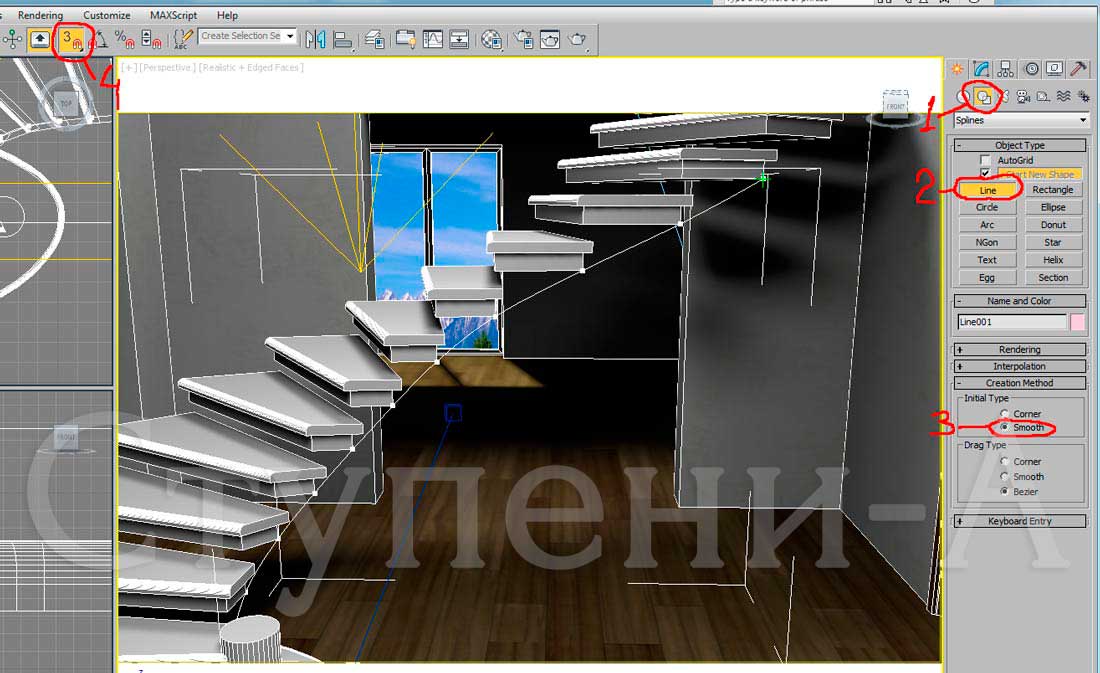 Rendering Customize MAXScript Help
3 % ABC Create Selection Se
4
[+] [Perspective] [Realistic + Edged Faces]
TOP
FRONT
FRONT
1
Splines
- Object Type
AutoGrid
Start New Shape
2
Line Rectangle
Circle Ellipse
Arc Donut
NGon Star
Text Helix
Egg Section
- Name and Color
Line001
+ Rendering
+ Interpolation
- Creation Method
Initial Type
Corner
3
Smooth
Drag Type
Corner
Smooth
Bezier
+ Keyboard Entry
Ступени-А